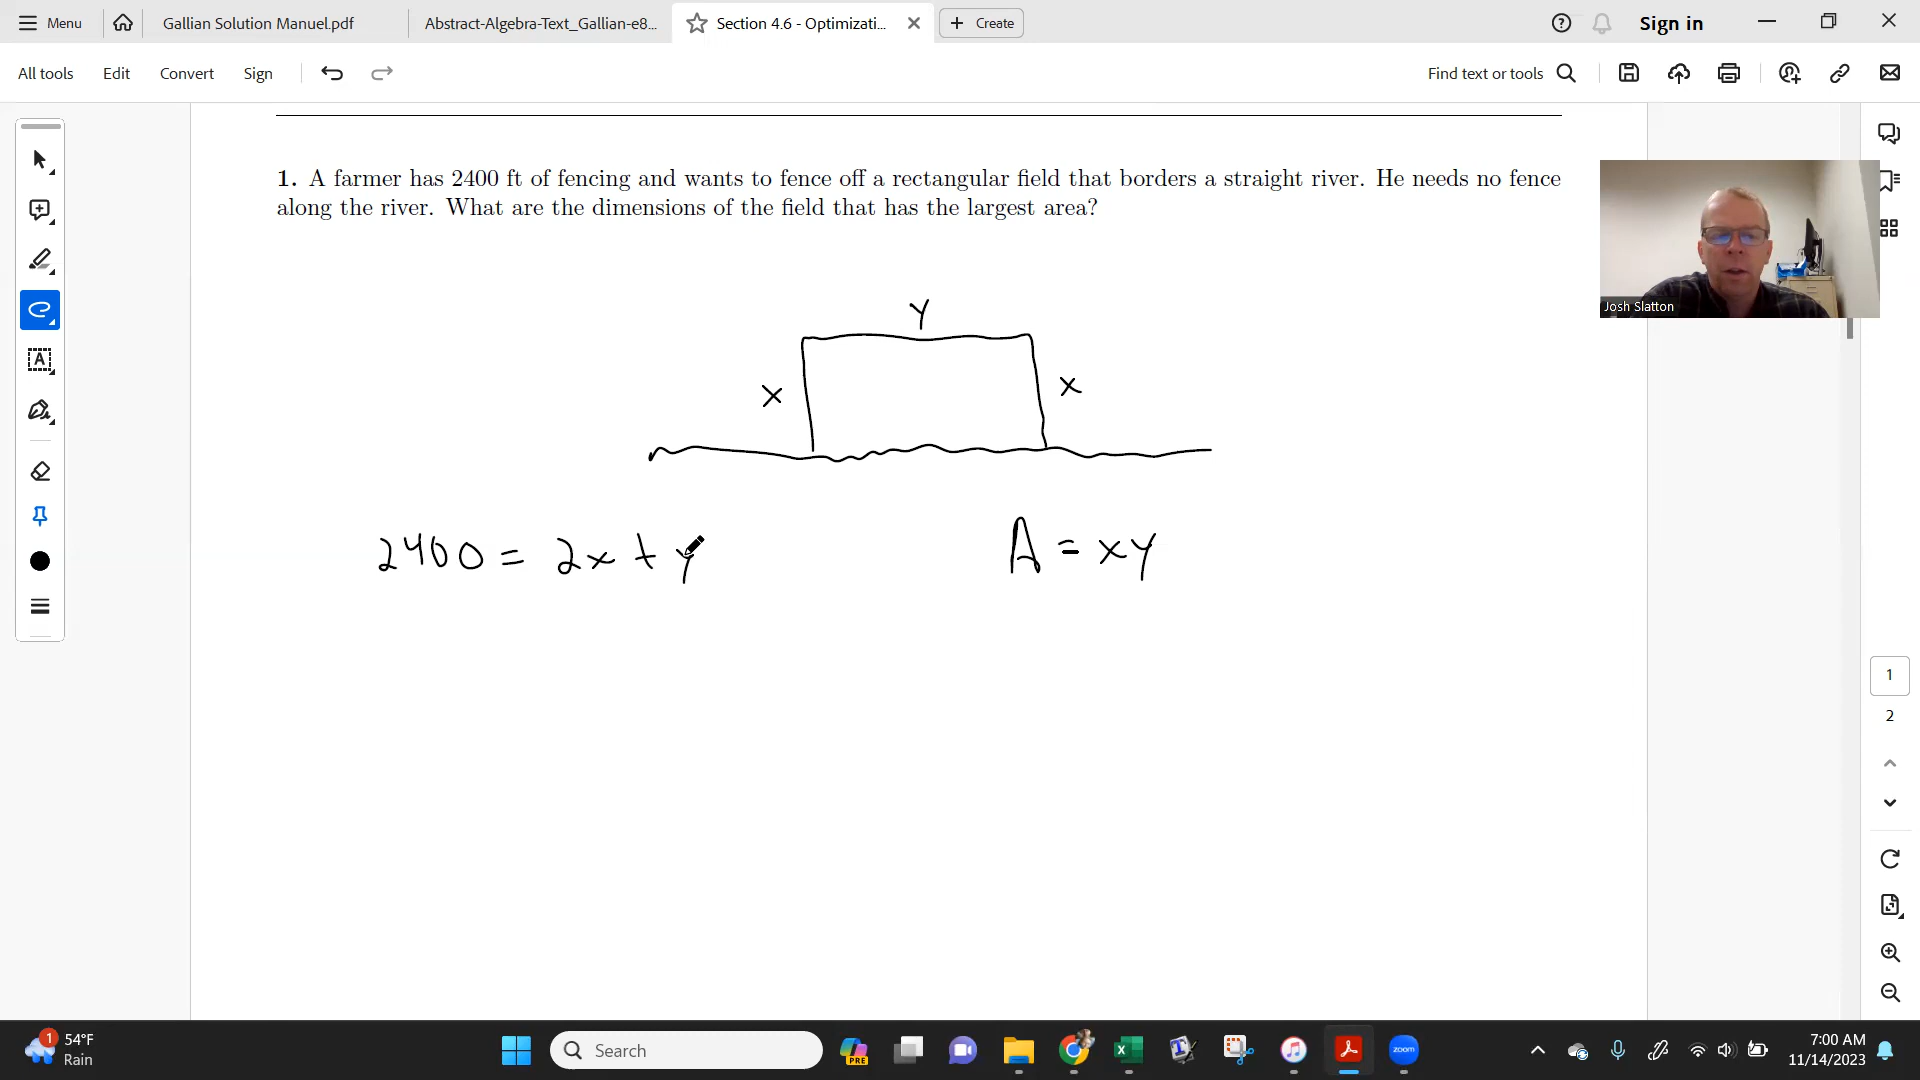 Menu
Gallian Solution Manuel.pdf
Abstract-Algebra-Text_Gallian-e8...
Section 4.6 - Optimizati...
Create
Sign in
All tools
Edit
Convert
Sign
Find text or tools
1. A farmer has 2400 ft of fencing and wants to fence off a rectangular field that borders a straight river. He needs no fence
along the river. What are the dimensions of the field that has the largest area?
Josh Slatton
y
x
x
2400 = 2x + y
A = xy
1
2
1
54°F
Rain
Search
PRE
zoom
7:00 AM
11/14/2023